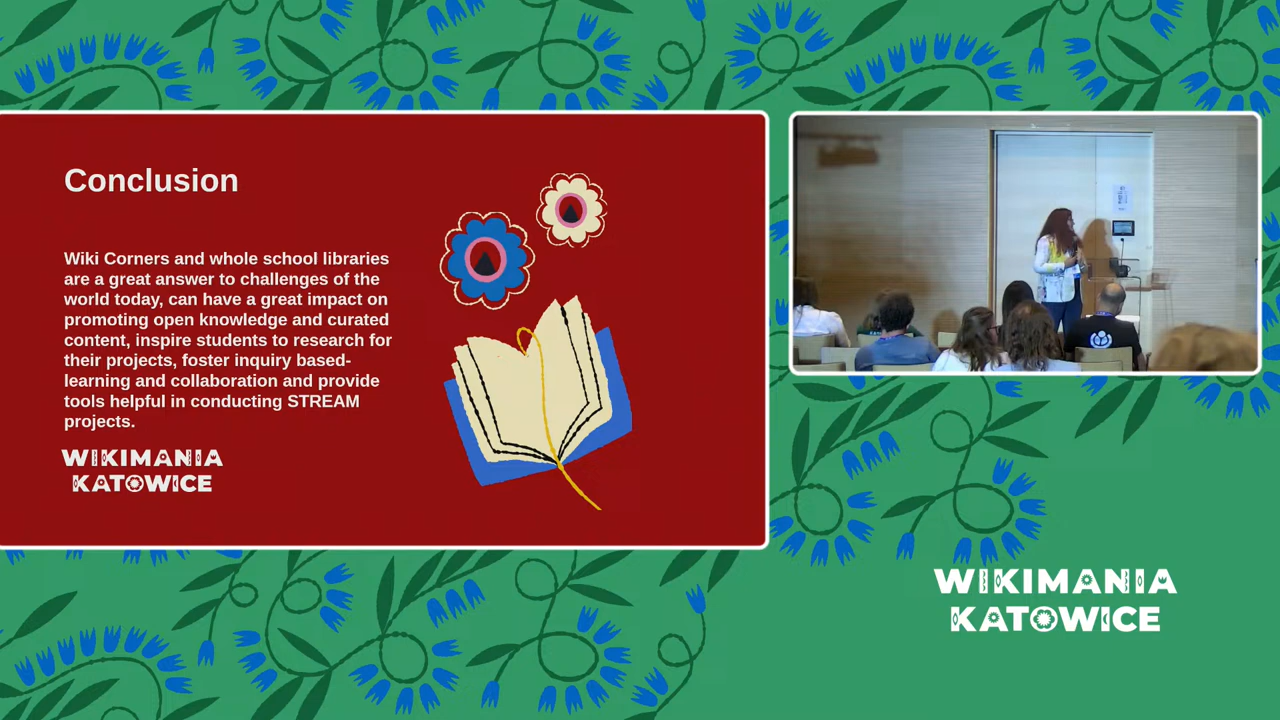 Conclusion
Wiki Corners and whole school libraries
are a great answer to challenges of the
world today, can have a great impact on
promoting open knowledge and curated
content, inspire students to research for
their projects, foster inquiry based-
learning and collaboration and provide
tools helpful in conducting STREAM
projects.
WIKIMANIA
KATOWICE
WIKIMANIA
KATOWICE